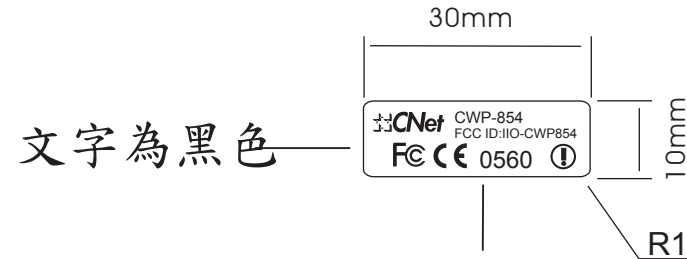 30mm
CNet CWP-854
FCC ID:IIO-CWP854
FC CE 0560
文字為黑色
10mm
R1